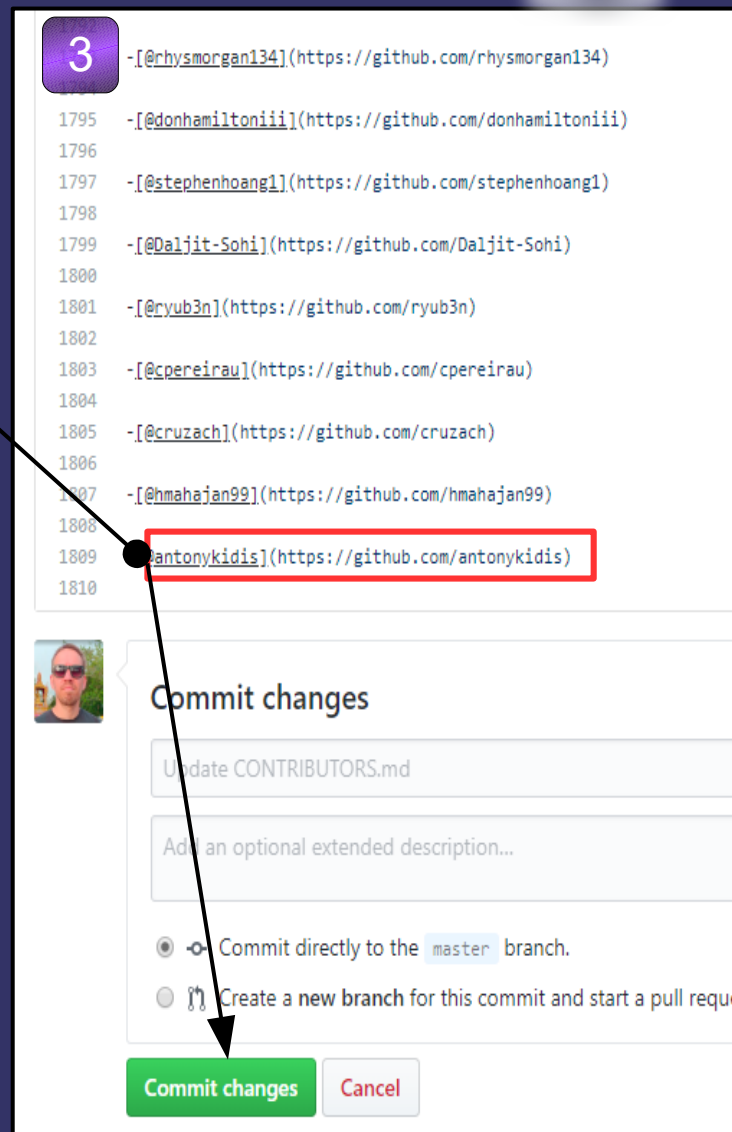 1792
3
-[@rhysmorgan134](https://github.com/rhysmorgan134)
1794
1795 -[@donhamiltoniii](https://github.com/donhamiltoniii)
1796
1797 -[@stephenhoang1](https://github.com/stephenhoang1)
1798
1799 -[@Daljit-Sohi](https://github.com/Daljit-Sohi)
1800
1801 -[@ryub3n](https://github.com/ryub3n)
1802
1803 -[@cpereirau](https://github.com/cpereirau)
1804
1805 -[@cruzach](https://github.com/cruzach)
1806
1807 -[@hmahajan99](https://github.com/hmahajan99)
1808
1809 @antonykidis](https://github.com/antonykidis)
1810
Commit changes
Update CONTRIBUTORS.md
Add an optional extended description...
Commit directly to the master branch.
Create a new branch for this commit and start a pull requ
Commit changes Cancel